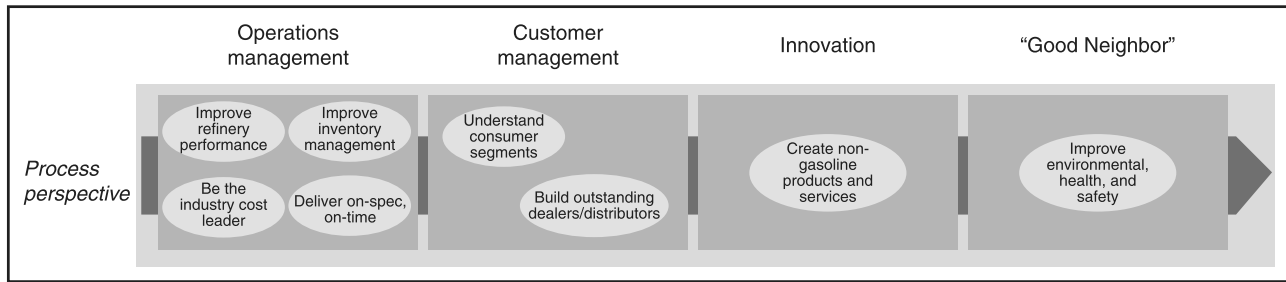 Operations
management
Customer
management
Innovation
“Good Neighbor”
Process
perspective
Improve
refinery
performance
Improve
inventory
management
Be the
industry cost
leader
Deliver on-spec,
on-time
Understand
consumer
segments
Build outstanding
dealers/distributors
Create non-
gasoline
products and
services
Improve
environmental,
health, and
safety